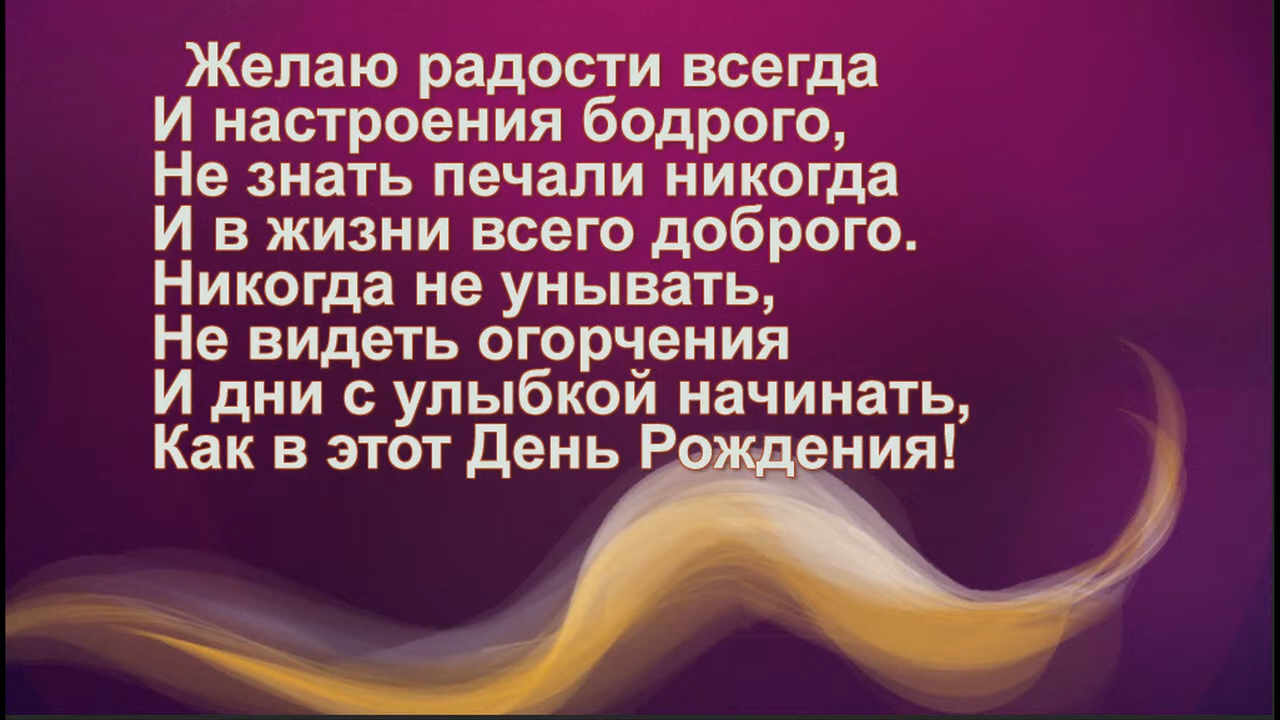 Желаю радости всегда
И настроения бодрого,
Не знать печали никогда
И в жизни всего доброго.
Никогда не унывать,
Не видеть огорчения
И дни с улыбкой начинать,
Как в этот День Рождения!